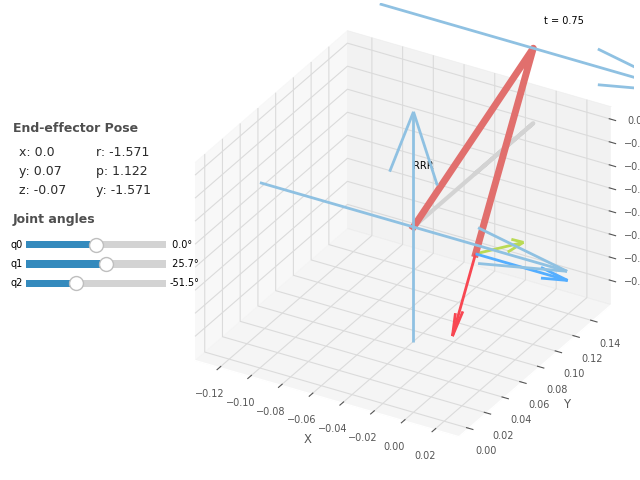 t = 0.75
End-effector Pose
x: 0.0 r: -1.571
y: 0.07 p: 1.122
z: -0.07 y: -1.571
Joint angles
q0 0.0°
q1 25.7°
q2 -51.5°
−0.12 −0.10 −0.08 −0.06 −0.04 −0.02 0.00 0.02
X
0.00 0.02 0.04 0.06 0.08 0.10 0.12 0.14
Y